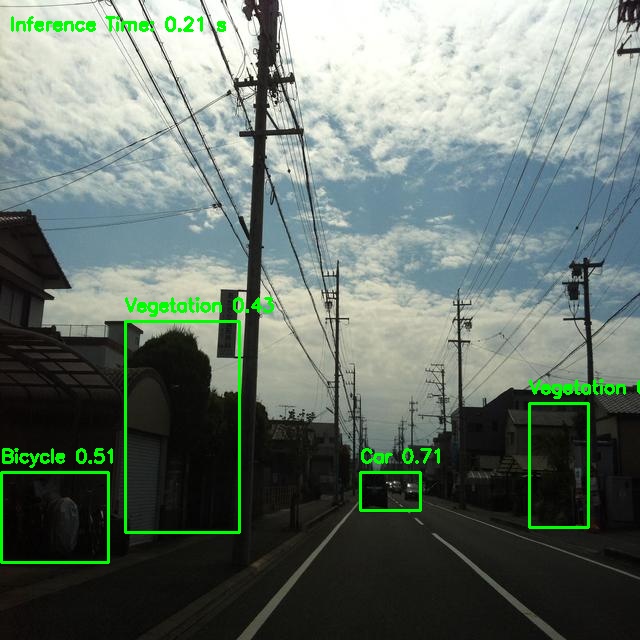 Inference Time: 0.21 s
Vegetation 0.43
Vegetation
Bicycle 0.51
Car 0.71